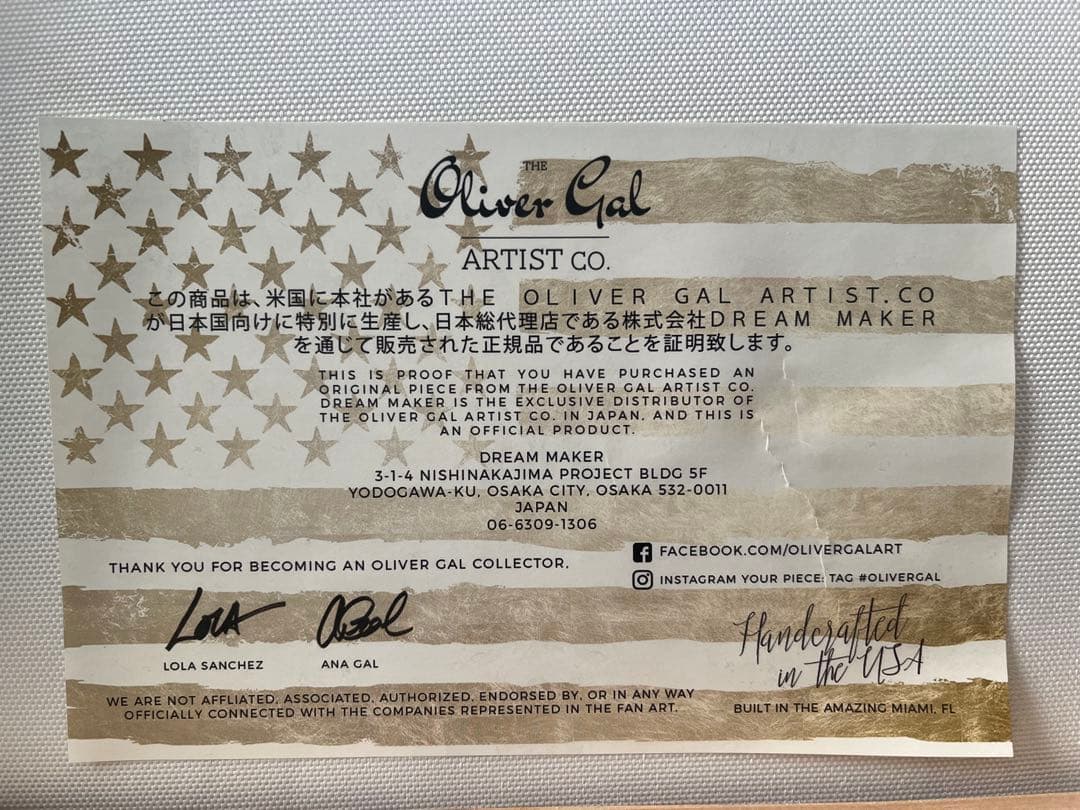 THE
Oliver Gal
ARTIST CO.
この商品は、米国に本社があるTHE OLIVER GAL ARTIST.CO
が日本国向けに特別に生産し、日本総代理店である株式会社DREAM MAKER
を通じて販売された正規品であることを証明致します。
THIS IS PROOF THAT YOU HAVE PURCHASED AN
ORIGINAL PIECE FROM THE OLIVER GAL ARTIST CO.
DREAM MAKER IS THE EXCLUSIVE DISTRIBUTOR OF
THE OLIVER GAL ARTIST CO. IN JAPAN. AND THIS IS
AN OFFICIAL PRODUCT.
DREAM MAKER
3-1-4 NISHINAKAJIMA PROJECT BLDG 5F
YODOGAWA-KU, OSAKA CITY, OSAKA 532-0011
JAPAN
06-6309-1306
THANK YOU FOR BECOMING AN OLIVER GAL COLLECTOR,
FACEBOOK.COM/OLIVERGALART
INSTAGRAM YOUR PIECE: TAG #OLIVERGAL
LOLA
LOLA SANCHEZ
ANA GAL
Handcrafted
in the USA
WE ARE NOT AFFLIATED, ASSOCIATED, AUTHORIZED, ENDORSED BY, OR IN ANY WAY
OFFICIALLY CONNECTED WITH THE COMPANIES REPRESENTED IN THE FAN ART.
BUILT IN THE AMAZING MIAMI, FL